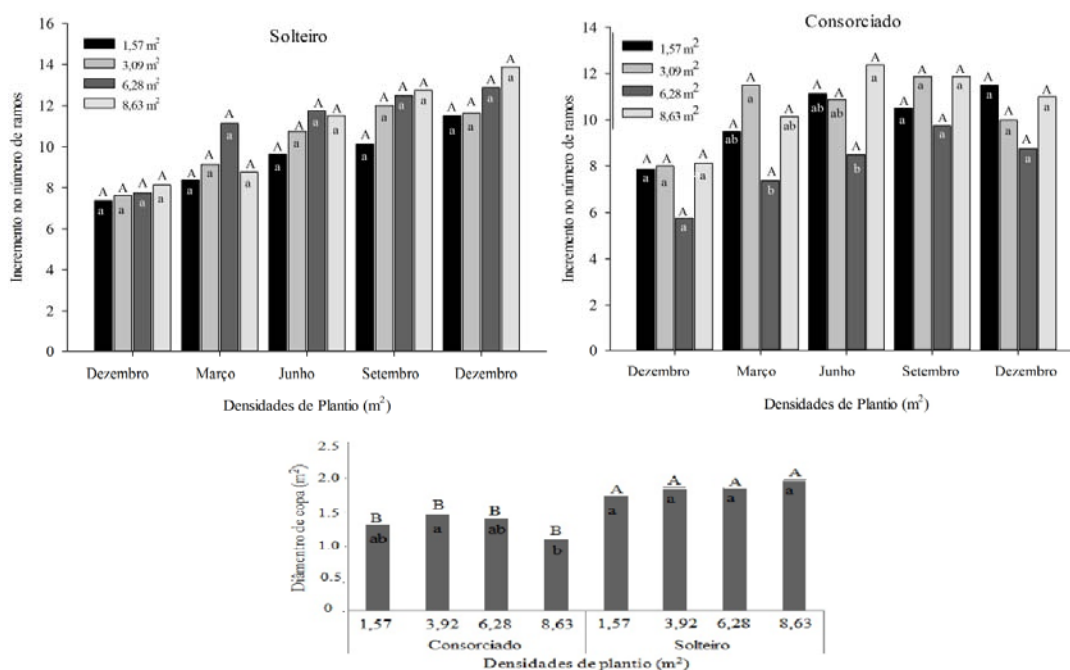 Solteiro
Incremento no número de ramos
16
14
12
10
8
6
4
2
0
1,57 m²
3,09 m²
6,28 m²
8,63 m²
A A A A A A A A A A A A A A A A A A A A
a a a a a a a a a a a a a a a a a a a a
Dezembro Março Junho Setembro Dezembro
Densidades de Plantio (m²)
Consorciado
Incremento no número de ramos
14
12
10
8
6
4
2
0
1,57 m²
3,09 m²
6,28 m²
8,63 m²
A A A A A A A A A A A A A A A A A A A A
a a a a ab a b ab ab ab b a a a a a a a a a
Dezembro Março Junho Setembro Dezembro
Densidades de Plantio (m²)
Diâmentro de copa (m²)
2.5
2.0
1.5
1.0
0.5
0
B B B B A A A A
ab a ab b a a a a
1,57 3,92 6,28 8,63 1,57 3,92 6,28 8,63
Consorciado Solteiro
Densidades de plantio (m²)